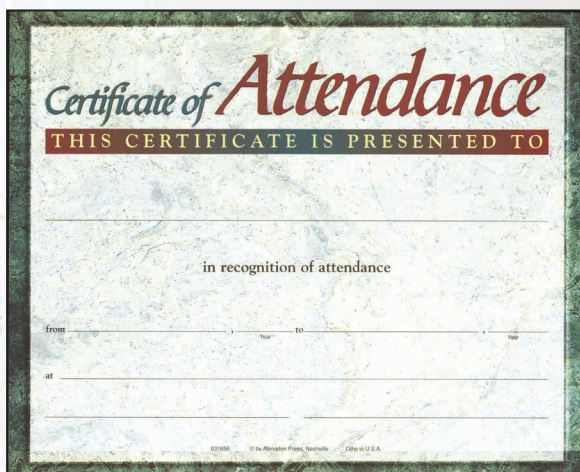 Certificate of Attendance
THIS CERTIFICATE IS PRESENTED TO
in recognition of attendance
from , to ,
Year Year
at
031656 © by Abingdon Press, Nashville Litho in U.S.A.